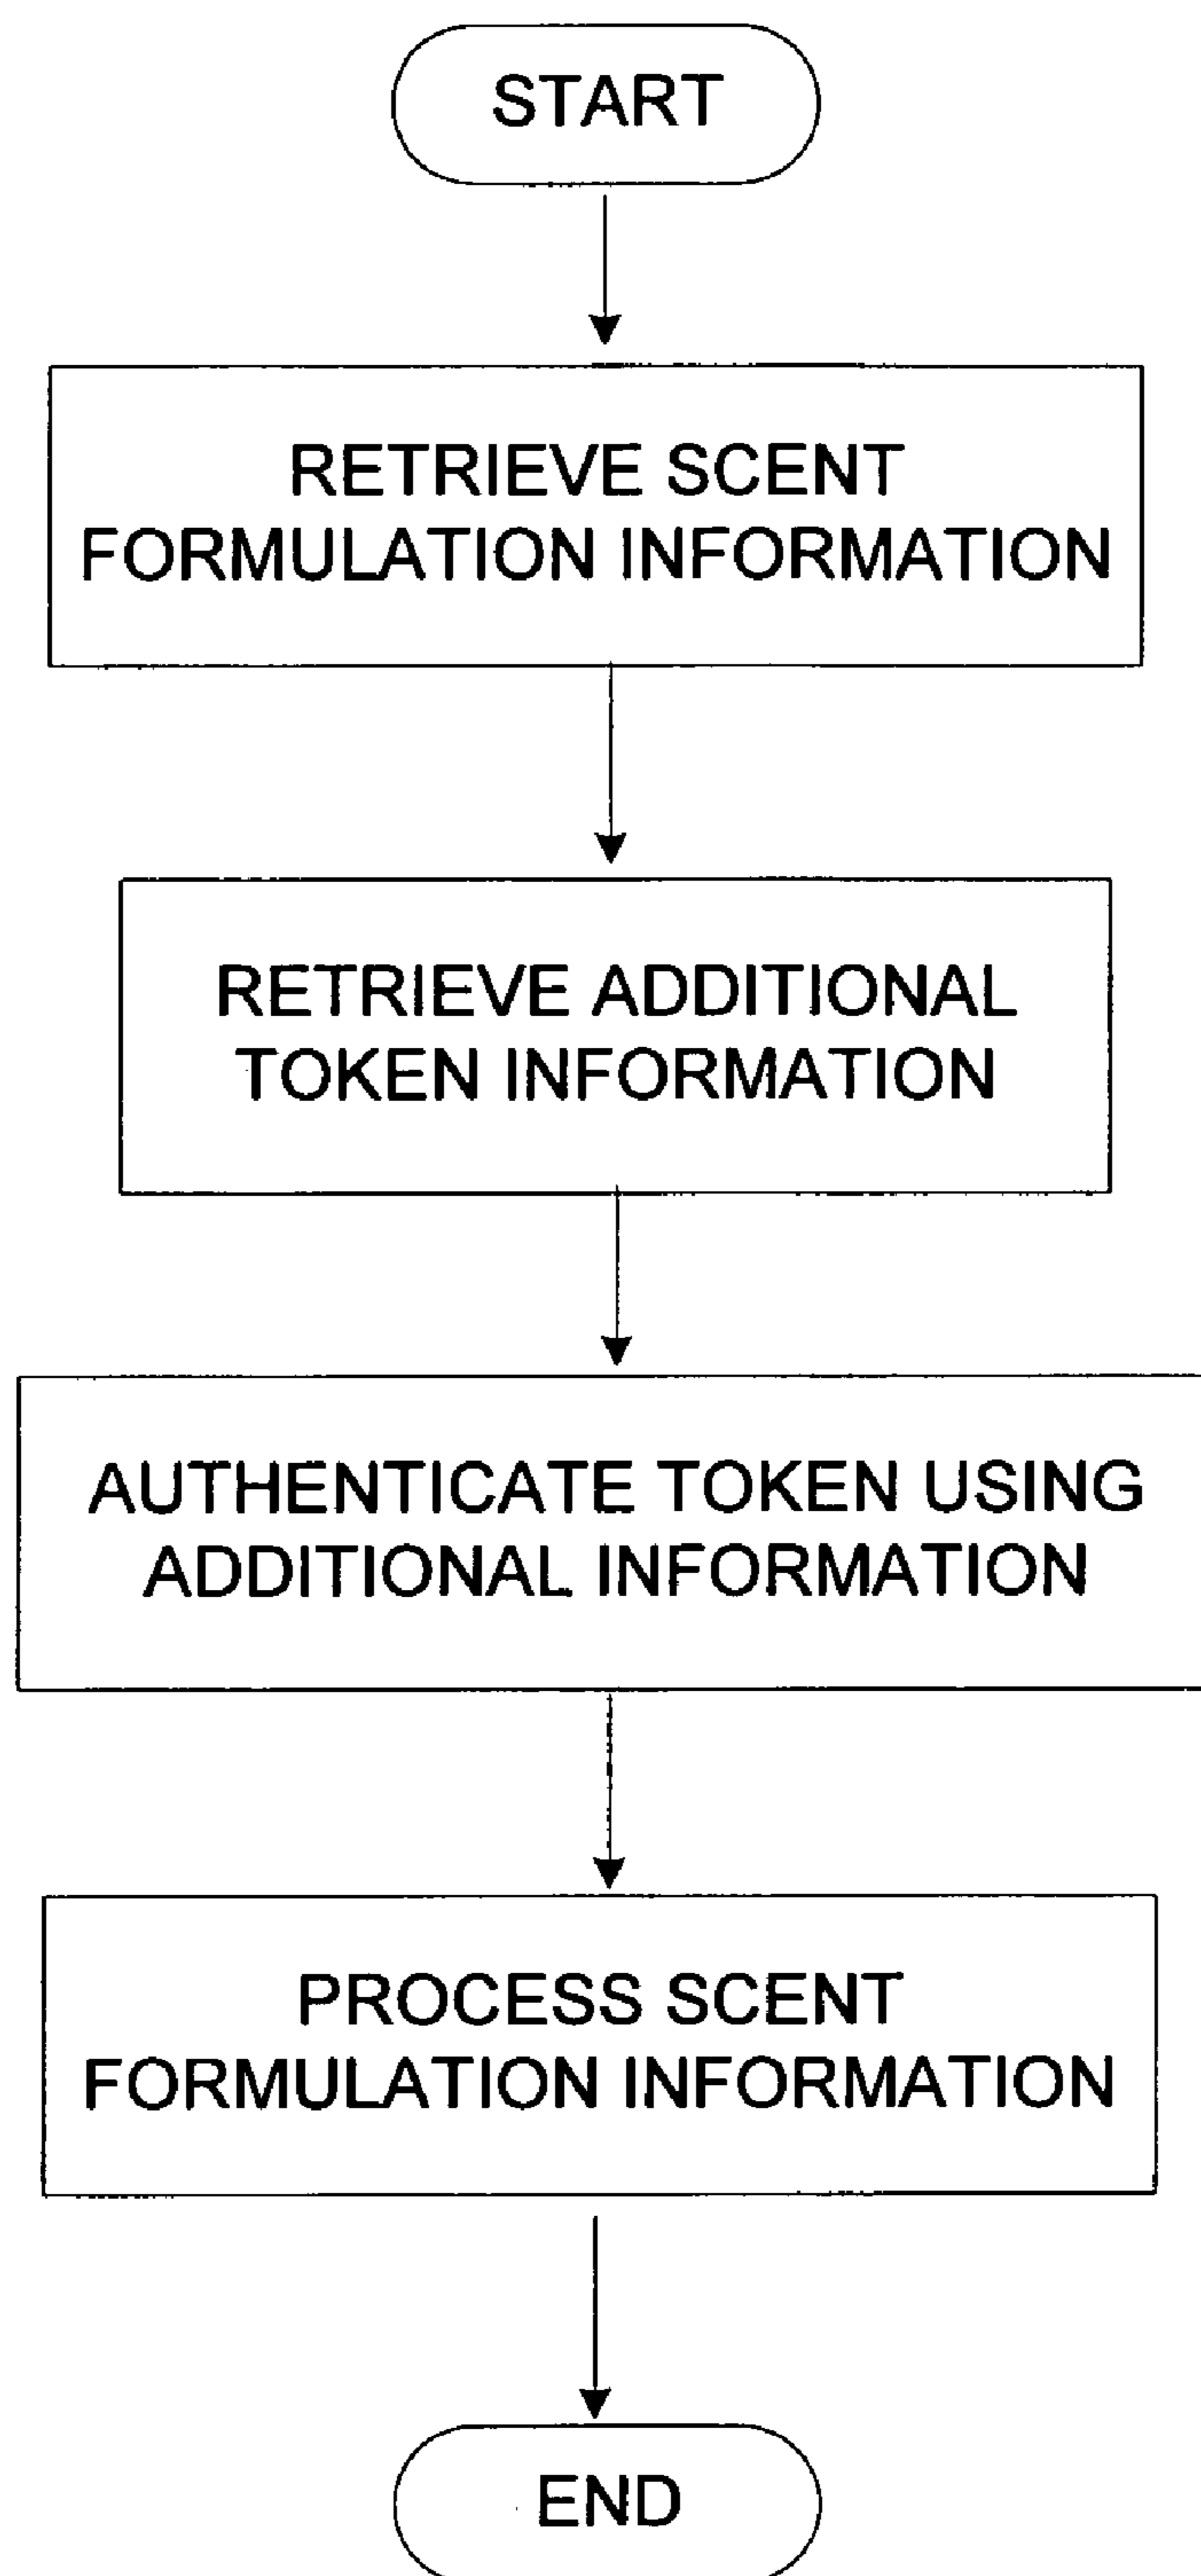 START
RETRIEVE SCENT
FORMULATION INFORMATION
RETRIEVE ADDITIONAL
TOKEN INFORMATION
AUTHENTICATE TOKEN USING
ADDITIONAL INFORMATION
PROCESS SCENT
FORMULATION INFORMATION
END